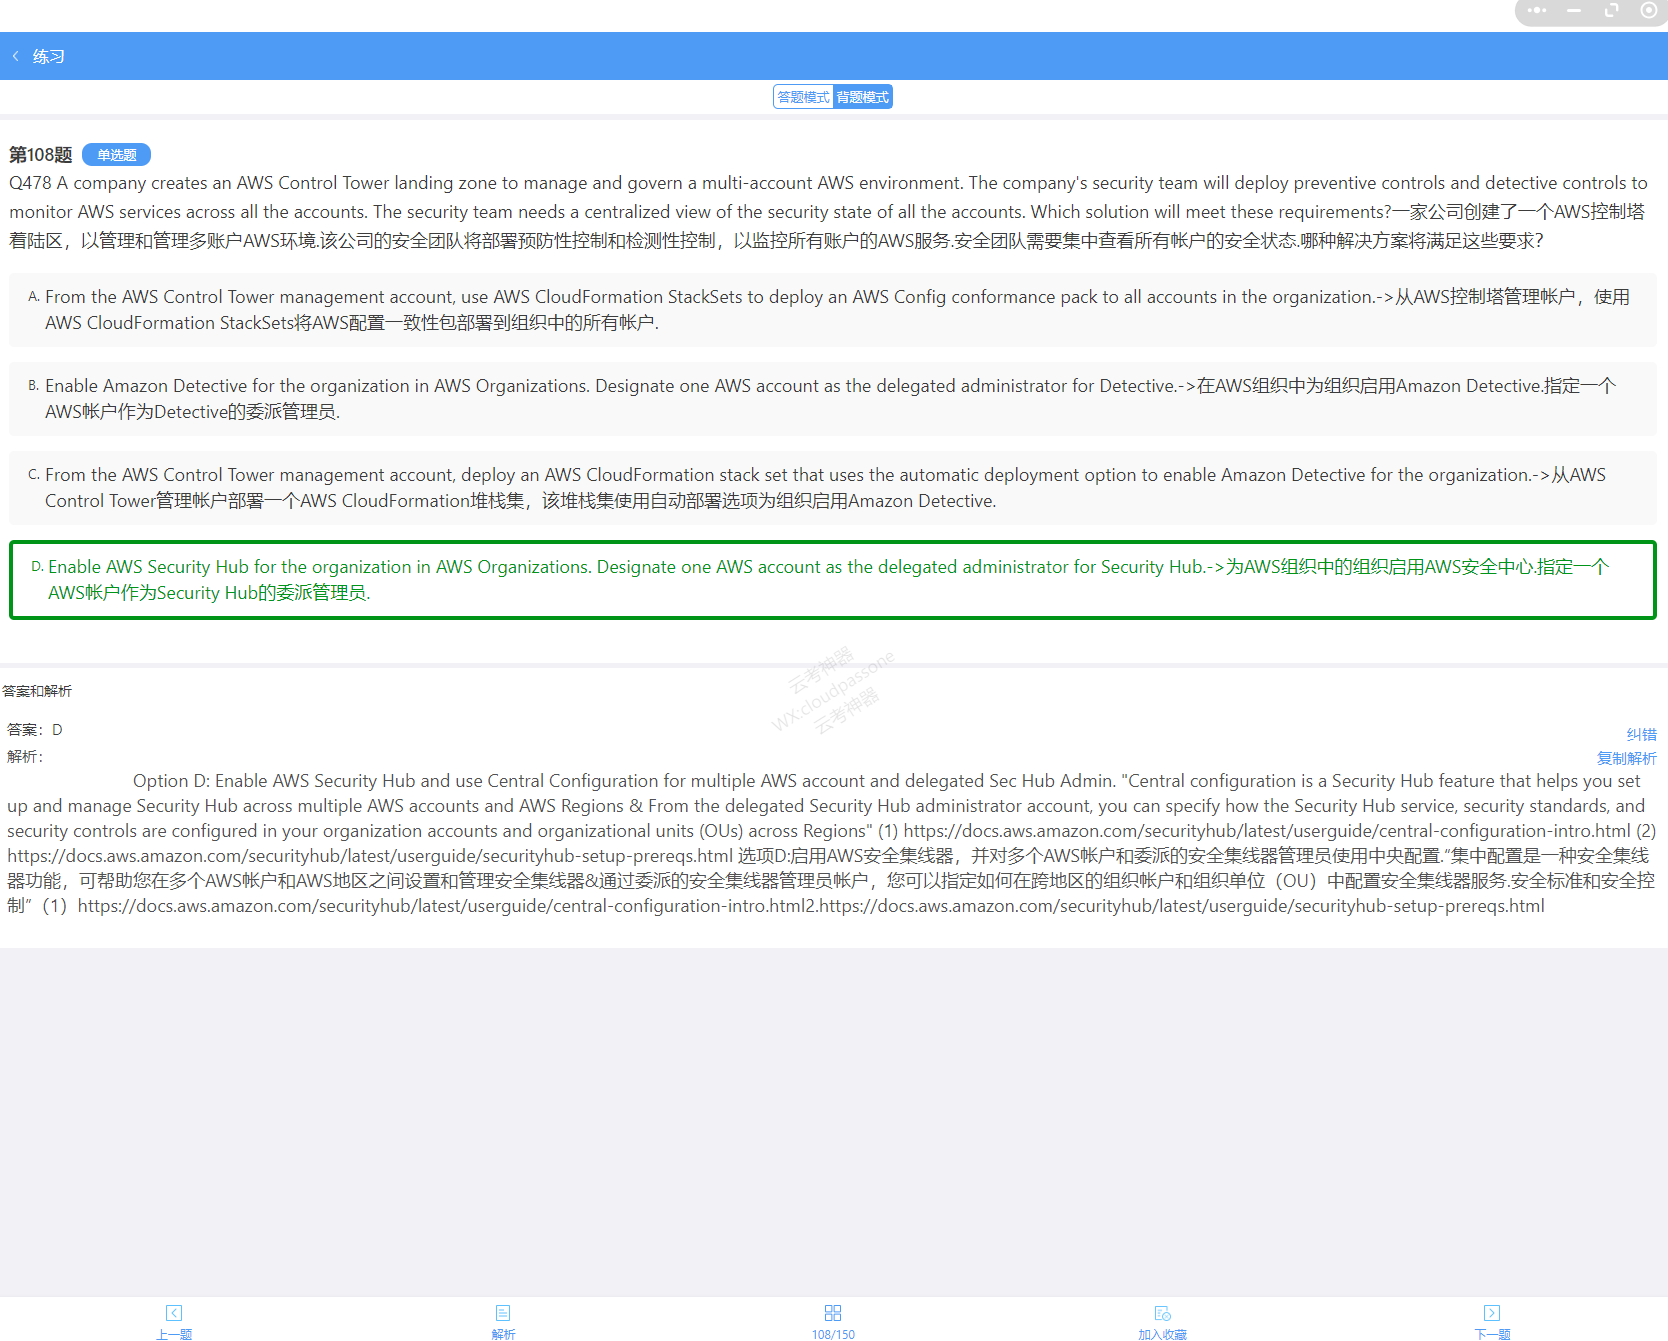 练习
答题模式 背题模式
第108题 单选题
Q478 A company creates an AWS Control Tower landing zone to manage and govern a multi-account AWS environment. The company's security team will deploy preventive controls and detective controls to
monitor AWS services across all the accounts. The security team needs a centralized view of the security state of all the accounts. Which solution will meet these requirements?一家公司创建了一个AWS控制塔
着陆区，以管理和管理多账户AWS环境.该公司的安全团队将部署预防性控制和检测性控制，以监控所有账户的AWS服务.安全团队需要集中查看所有帐户的安全状态.哪种解决方案将满足这些要求？
A. From the AWS Control Tower management account, use AWS CloudFormation StackSets to deploy an AWS Config conformance pack to all accounts in the organization.->从AWS控制塔管理帐户，使用
AWS CloudFormation StackSets将AWS配置一致性包部署到组织中的所有帐户.
B. Enable Amazon Detective for the organization in AWS Organizations. Designate one AWS account as the delegated administrator for Detective.->在AWS组织中为组织启用Amazon Detective.指定一个
AWS帐户作为Detective的委派管理员.
C. From the AWS Control Tower management account, deploy an AWS CloudFormation stack set that uses the automatic deployment option to enable Amazon Detective for the organization.->从AWS
Control Tower管理帐户部署一个AWS CloudFormation堆栈集，该堆栈集使用自动部署选项为组织启用Amazon Detective.
D. Enable AWS Security Hub for the organization in AWS Organizations. Designate one AWS account as the delegated administrator for Security Hub.->为AWS组织中的组织启用AWS安全中心.指定一个
AWS帐户作为Security Hub的委派管理员.
云考神器
WX:cloudpassone
云考神器
答案和解析
答案：D
纠错
解析：
复制解析
Option D: Enable AWS Security Hub and use Central Configuration for multiple AWS account and delegated Sec Hub Admin. "Central configuration is a Security Hub feature that helps you set
up and manage Security Hub across multiple AWS accounts and AWS Regions & From the delegated Security Hub administrator account, you can specify how the Security Hub service, security standards, and
security controls are configured in your organization accounts and organizational units (OUs) across Regions" (1) https://docs.aws.amazon.com/securityhub/latest/userguide/central-configuration-intro.html (2)
https://docs.aws.amazon.com/securityhub/latest/userguide/securityhub-setup-prereqs.html 选项D:启用AWS安全集线器，并对多个AWS帐户和委派的安全集线器管理员使用中央配置.“集中配置是一种安全集线
器功能，可帮助您在多个AWS帐户和AWS地区之间设置和管理安全集线器&通过委派的安全集线器管理员帐户，您可以指定如何在跨地区的组织帐户和组织单位（OU）中配置安全集线器服务.安全标准和安全控
制”（1）https://docs.aws.amazon.com/securityhub/latest/userguide/central-configuration-intro.html2.https://docs.aws.amazon.com/securityhub/latest/userguide/securityhub-setup-prereqs.html
上一题 解析 108/150 加入收藏 下一题